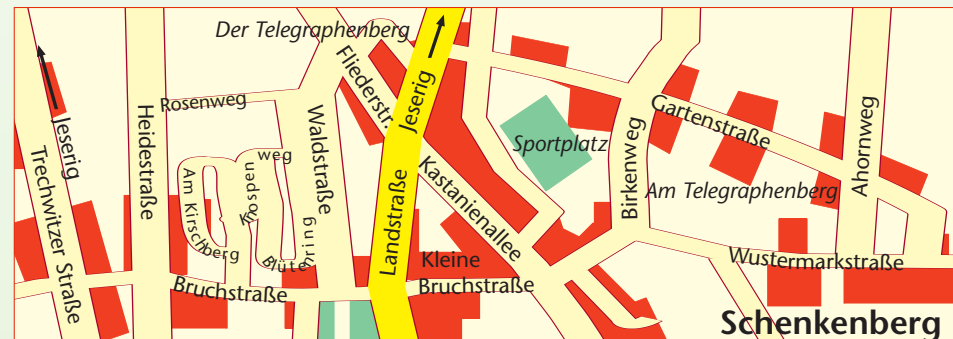 Der Telegraphenberg
Jeserig
Trechwitzer Straße
Heidestraße
Rosenweg
Am Kirschberg
Knospenweg
Blütenring
Waldstraße
Fliederstr.
Landstraße
Jeserig
Kastanienallee
Sportplatz
Birkenweg
Gartenstraße
Am Telegraphenberg
Ahornweg
Wustermarkstraße
Bruchstraße
Kleine
Bruchstraße
Schenkenberg